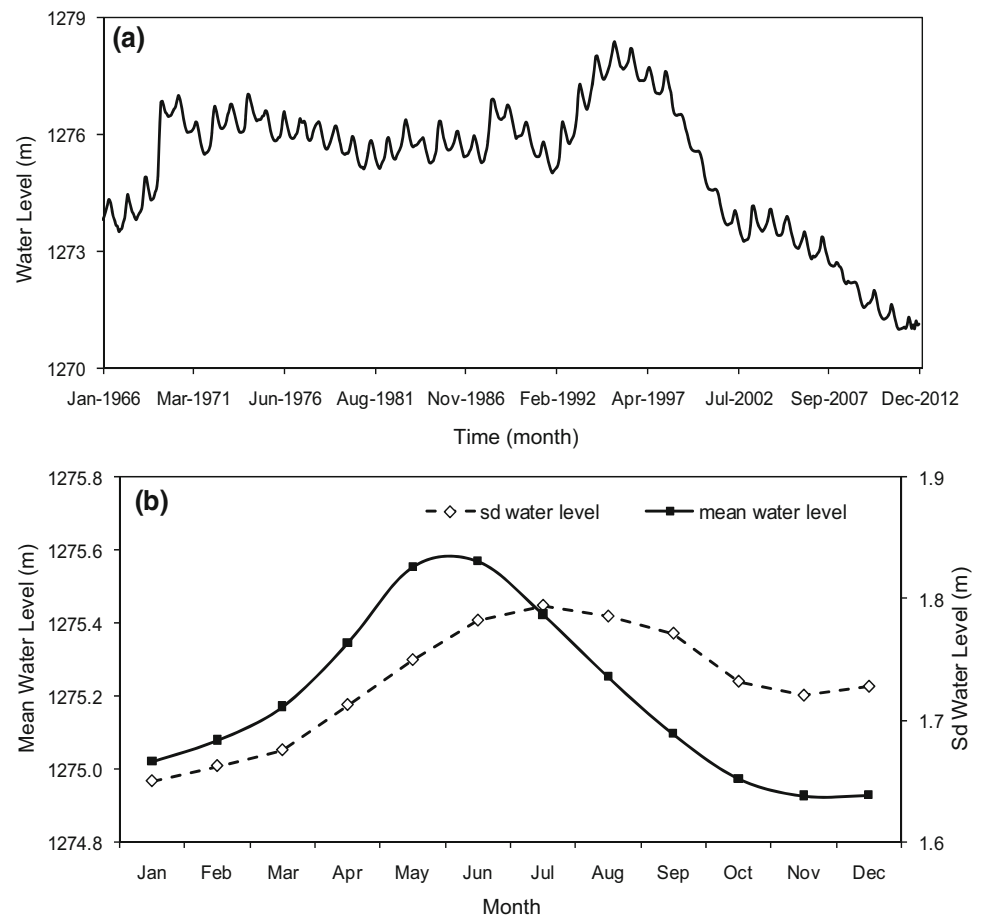 (a)
Water Level (m)
1279
1276
1273
1270
Jan-1966 Mar-1971 Jun-1976 Aug-1981 Nov-1986 Feb-1992 Apr-1997 Jul-2002 Sep-2007 Dec-2012
Time (month)
(b)
sd water level mean water level
Mean Water Level (m)
1275.8
1275.6
1275.4
1275.2
1275.0
1274.8
Sd Water Level (m)
1.9
1.8
1.7
1.6
Jan Feb Mar Apr May Jun Jul Aug Sep Oct Nov Dec
Month